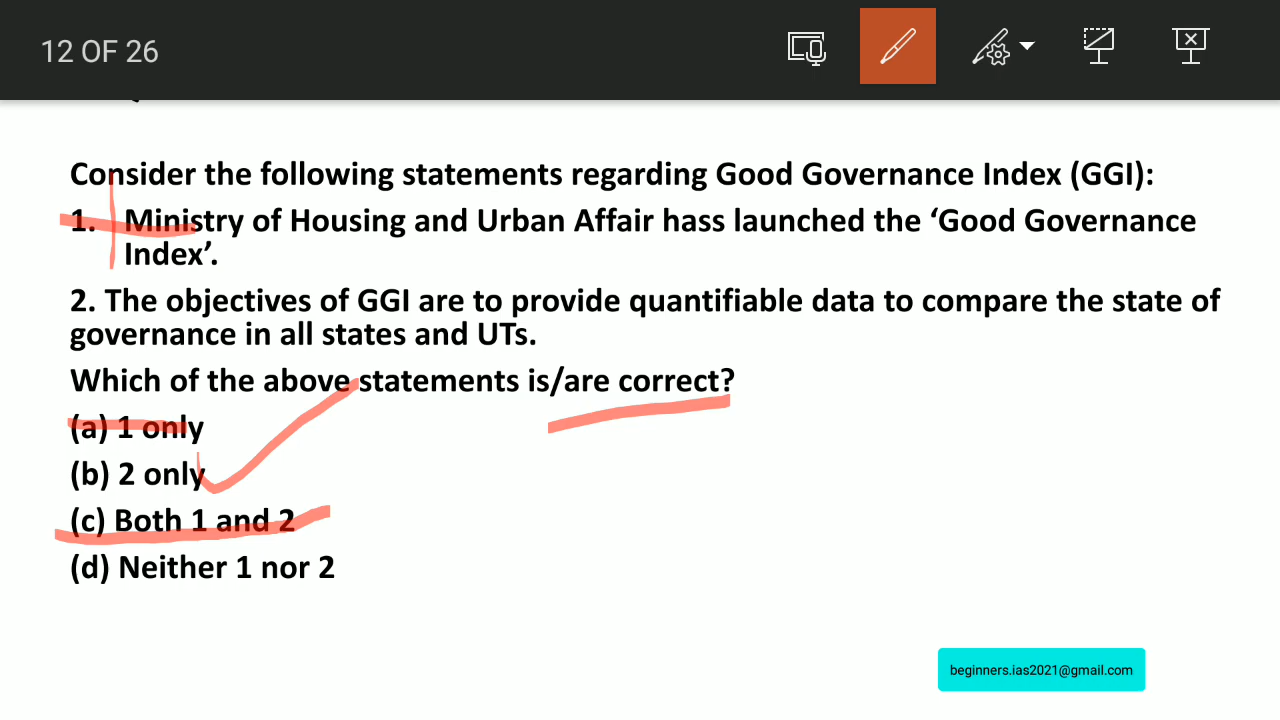 12 OF 26
Consider the following statements regarding Good Governance Index (GGI):
1. Ministry of Housing and Urban Affair hass launched the ‘Good Governance
Index’.
2. The objectives of GGI are to provide quantifiable data to compare the state of
governance in all states and UTs.
Which of the above statements is/are correct?
(a) 1 only
(b) 2 only
(c) Both 1 and 2
(d) Neither 1 nor 2
beginners.ias2021@gmail.com